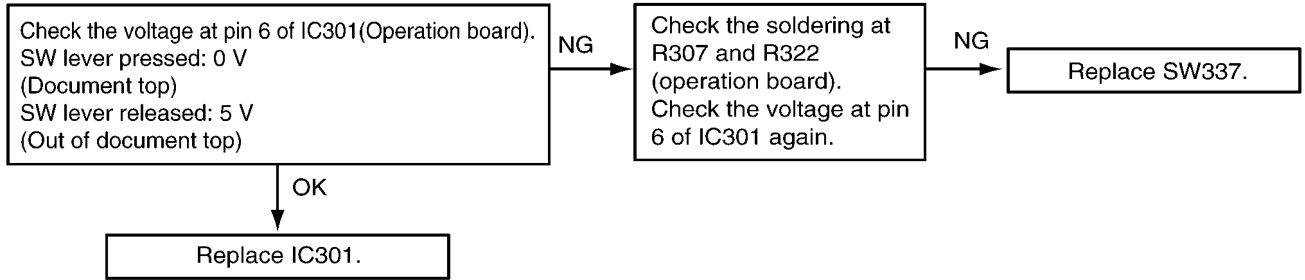 Check the voltage at pin 6 of IC301(Operation board).
SW lever pressed: 0 V
(Document top)
SW lever released: 5 V
(Out of document top)
NG
Check the soldering at
R307 and R322
(operation board).
Check the voltage at pin
6 of IC301 again.
NG
Replace SW337.
OK
Replace IC301.